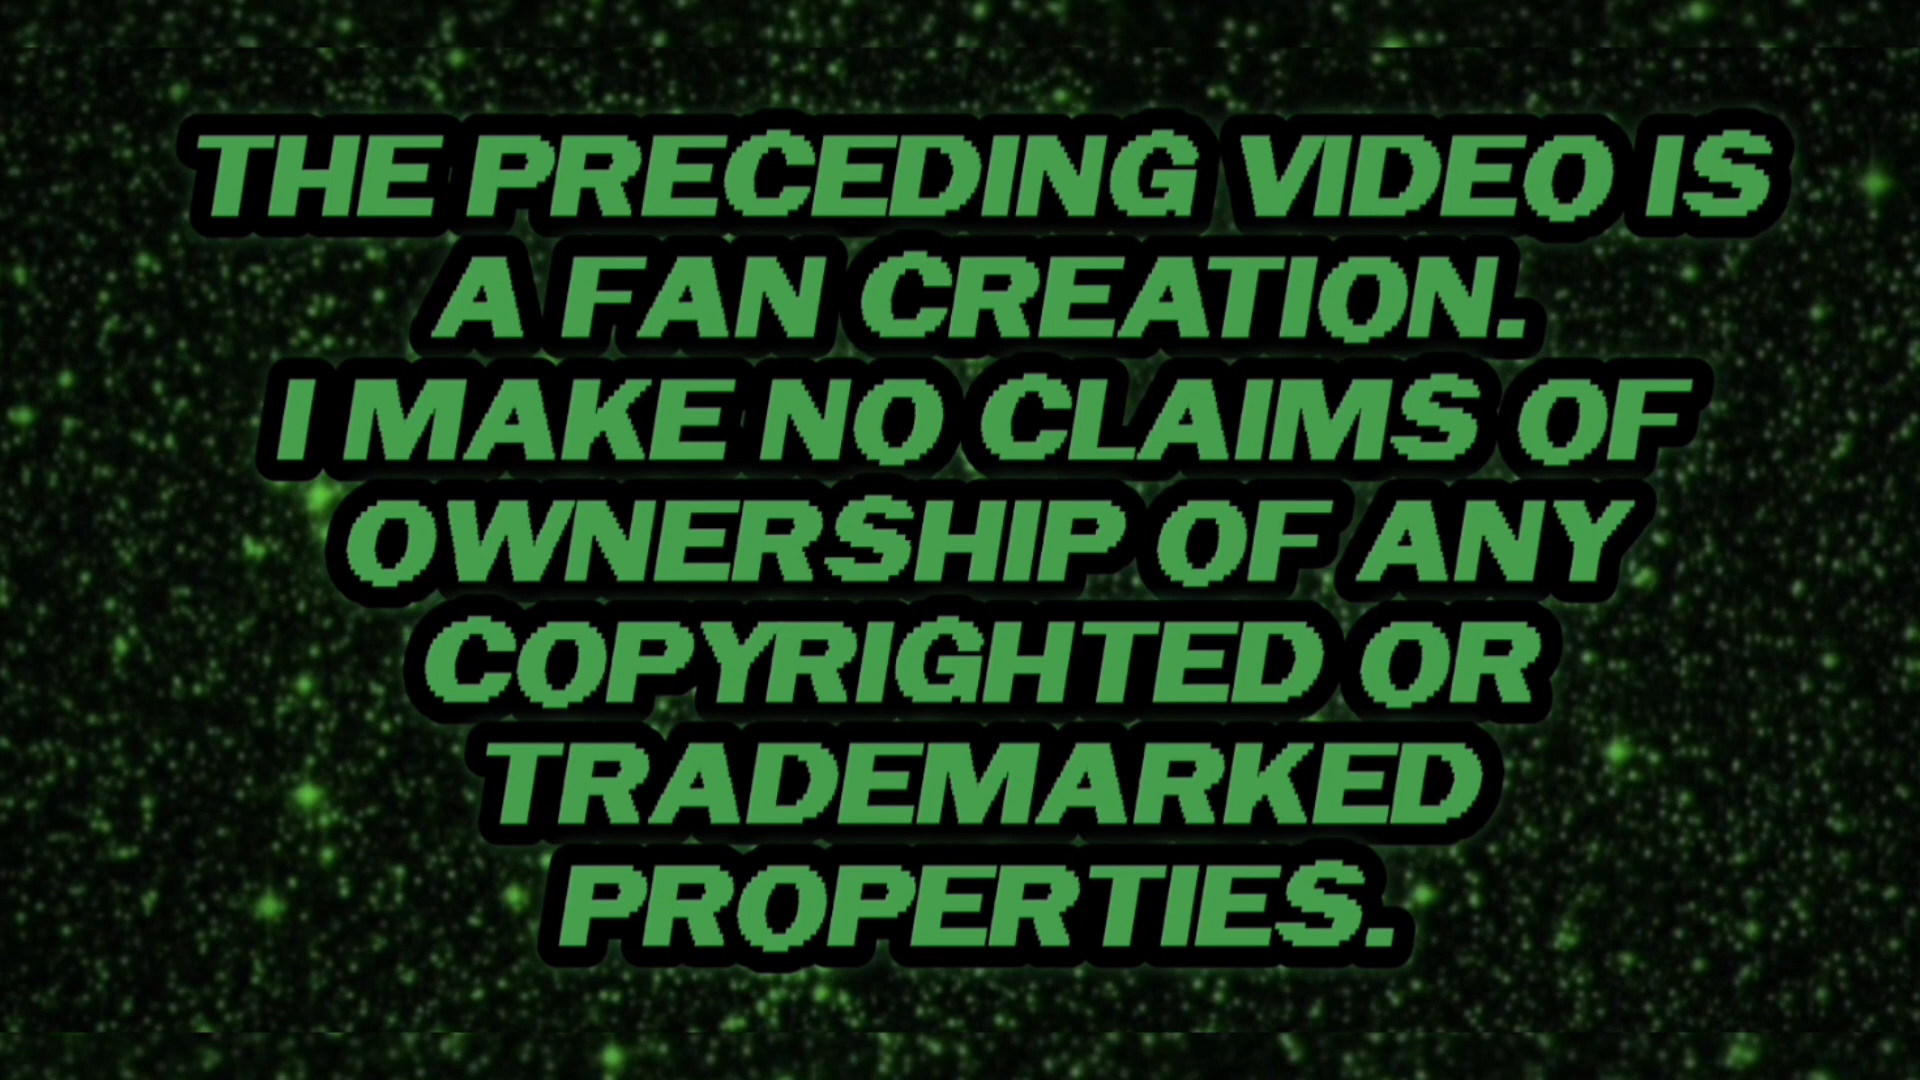 THE PRECEDING VIDEO IS
A FAN CREATION.
I MAKE NO CLAIMS OF
OWNERSHIP OF ANY
COPYRIGHTED OR
TRADEMARKED
PROPERTIES.